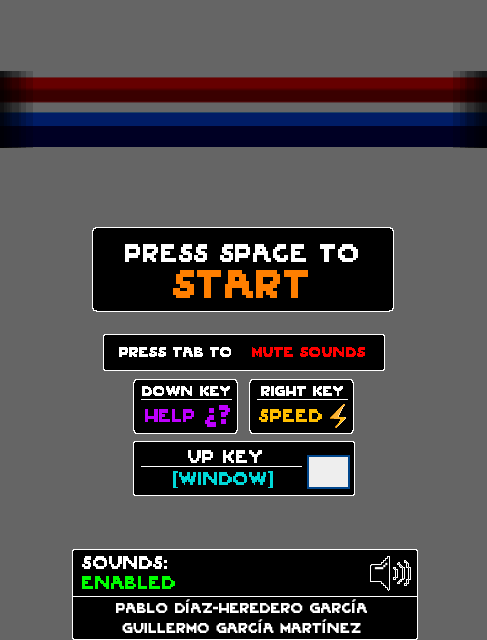 PRESS SPACE TO
START
PRESS TAB TO MUTE SOUNDS
DOWN KEY
HELP ¿?
RIGHT KEY
SPEED
UP KEY
[WINDOW]
SOUNDS:
ENABLED
PABLO DÍAZ-HEREDERO GARCÍA
GUILLERMO GARCÍA MARTÍNEZ